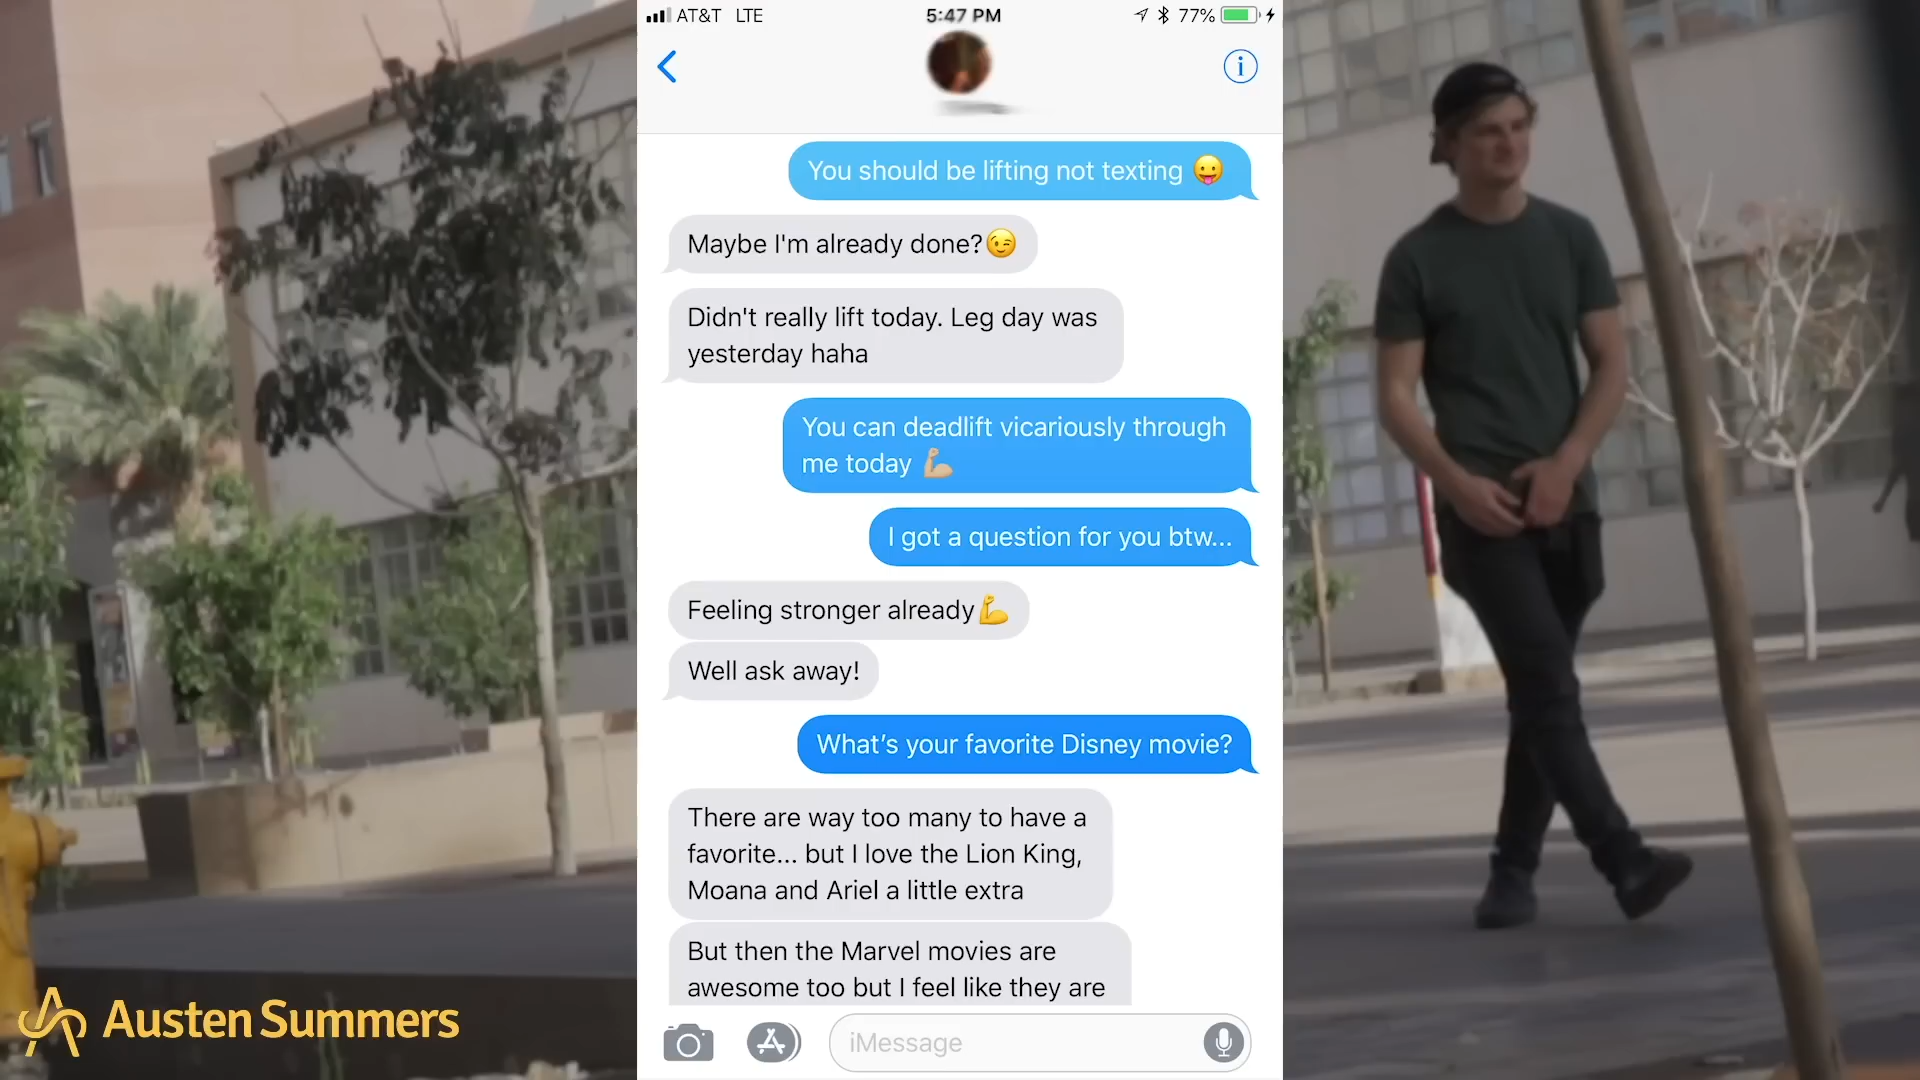 AT&T LTE
5:47 PM
77%
You should be lifting not texting 😛
Maybe I'm already done?😉
Didn't really lift today. Leg day was
yesterday haha
You can deadlift vicariously through
me today 💪🏼
I got a question for you btw...
Feeling stronger already💪
Well ask away!
What’s your favorite Disney movie?
There are way too many to have a
favorite... but I love the Lion King,
Moana and Ariel a little extra
But then the Marvel movies are
awesome too but I feel like they are
iMessage
Austen Summers